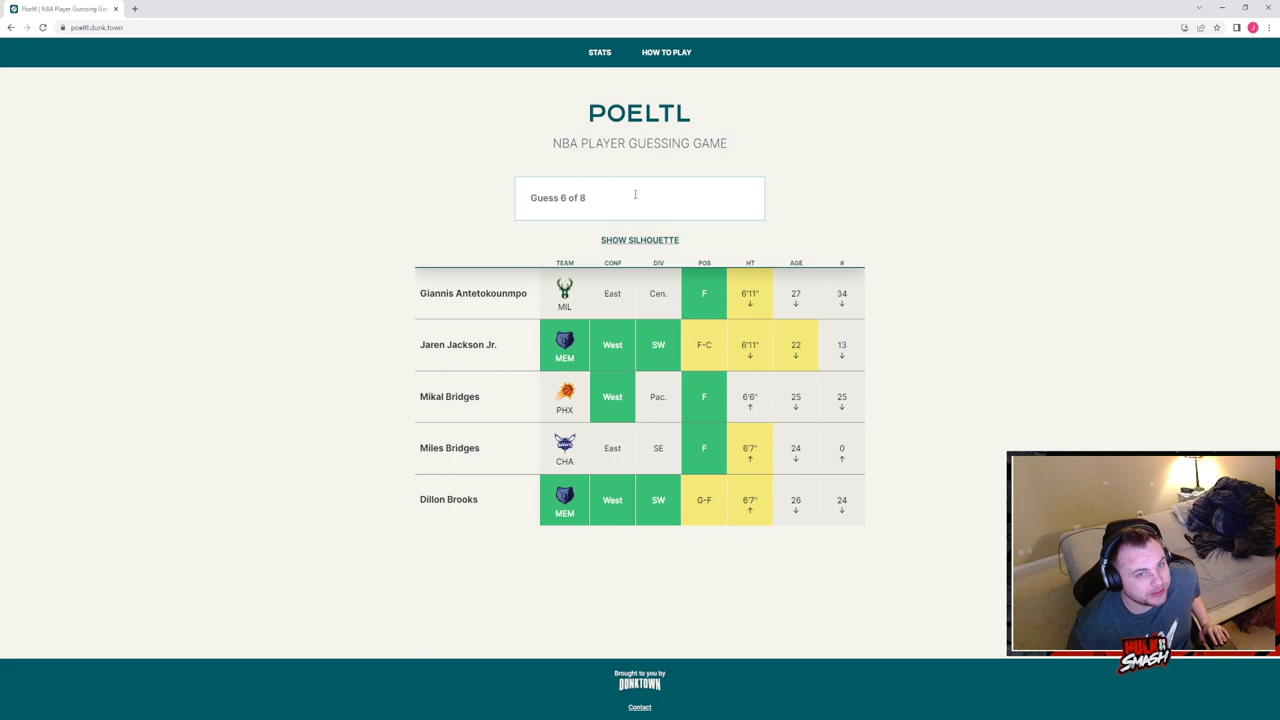 Poeltl | NBA Player Guessing Gam
poeltl.dunk.town
J
STATS HOW TO PLAY
POELTL
NBA PLAYER GUESSING GAME
Guess 6 of 8
SHOW SILHOUETTE
TEAM CONF DIV POS HT AGE #
Giannis Antetokounmpo MIL East Cen. F 6'11" ↓ 27 ↓ 34 ↓
Jaren Jackson Jr. MEM West SW F-C 6'11" ↓ 22 ↓ 13 ↓
Mikal Bridges PHX West Pac. F 6'6" ↑ 25 ↓ 25 ↓
Miles Bridges CHA East SE F 6'7" ↑ 24 ↓ 0 ↑
Dillon Brooks MEM West SW G-F 6'7" ↑ 26 ↓ 24 ↓
HULK
SMASH
Brought to you by
DUNKTOWN
Contact